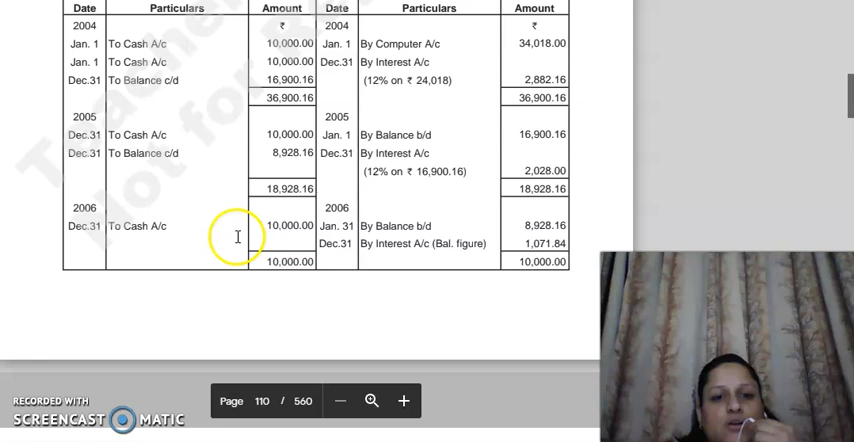 Date Particulars Amount Date Particulars Amount
2004 ₹ 2004 ₹
Jan. 1 To Cash A/c 10,000.00 Jan. 1 By Computer A/c 34,018.00
Jan. 1 To Cash A/c 10,000.00 Dec.31 By Interest A/c
Dec.31 To Balance c/d 16,900.16 (12% on ₹ 24,018) 2,882.16
36,900.16 36,900.16
2005 2005
Dec.31 To Cash A/c 10,000.00 Jan. 1 By Balance b/d 16,900.16
Dec.31 To Balance c/d 8,928.16 Dec.31 By Interest A/c
(12% on ₹ 16,900.16) 2,028.00
18,928.16 18,928.16
2006 2006
Dec.31 To Cash A/c 10,000.00 Jan. 31 By Balance b/d 8,928.16
Dec.31 By Interest A/c (Bal. figure) 1,071.84
10,000.00 10,000.00
Page 110 / 560
RECORDED WITH
SCREENCAST MATIC
Not for